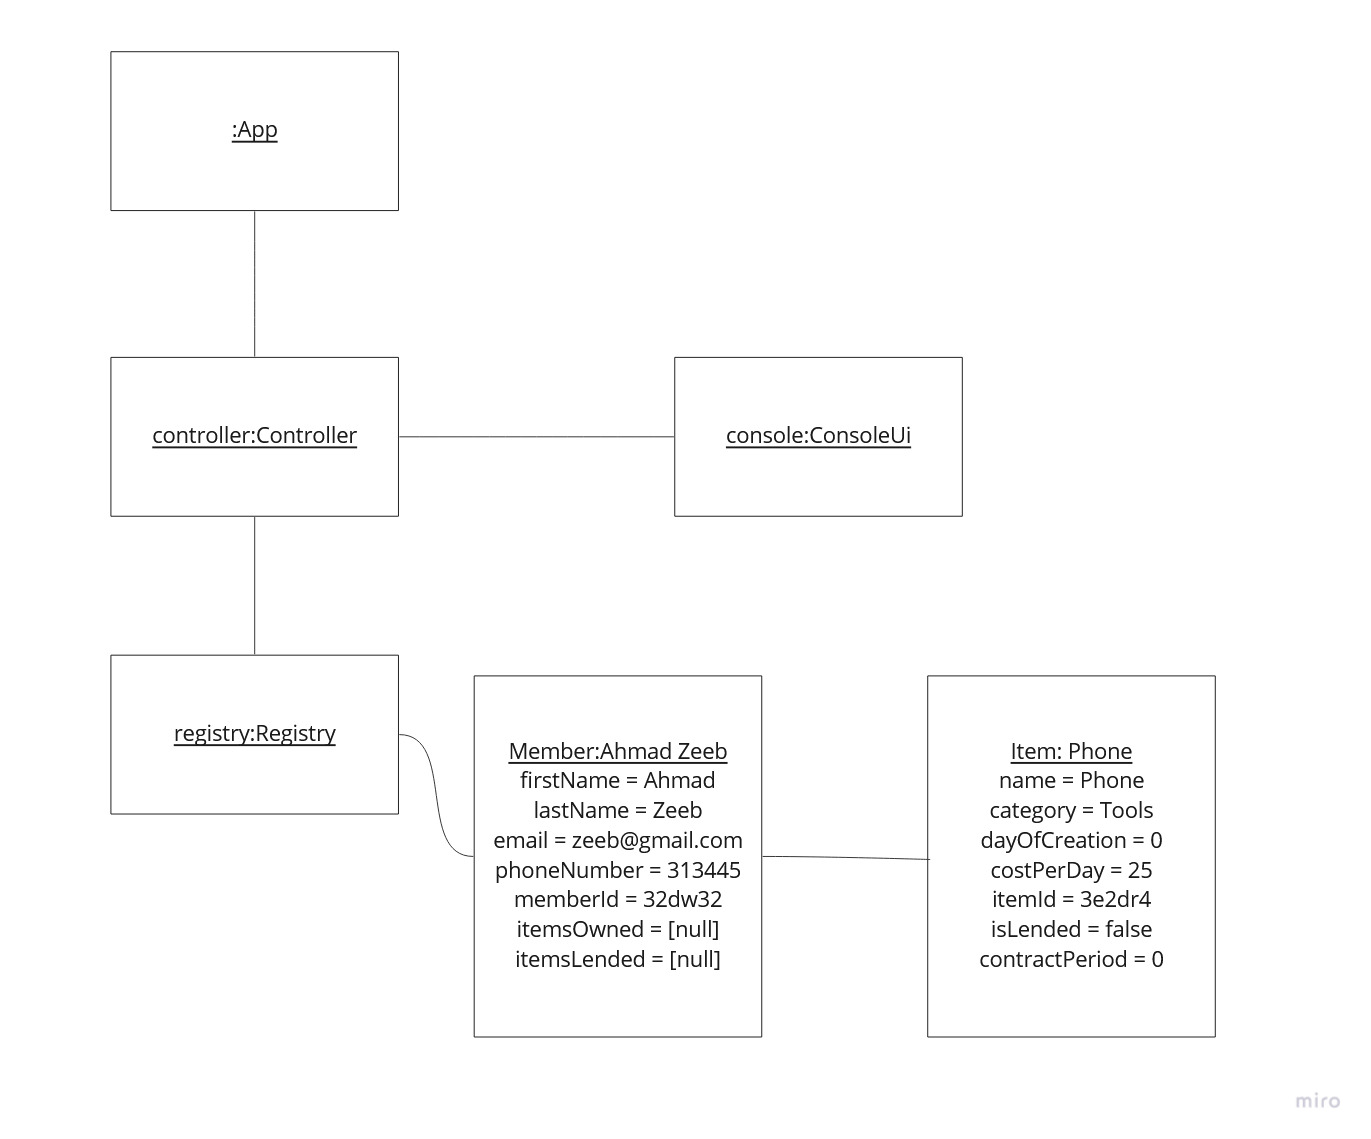 :App
controller:Controller
console:ConsoleUi
registry:Registry
Member:Ahmad Zeeb
firstName = Ahmad
lastName = Zeeb
email = zeeb@gmail.com
phoneNumber = 313445
memberId = 32dw32
itemsOwned = [null]
itemsLended = [null]
Item: Phone
name = Phone
category = Tools
dayOfCreation = 0
costPerDay = 25
itemId = 3e2dr4
isLended = false
contractPeriod = 0
miro